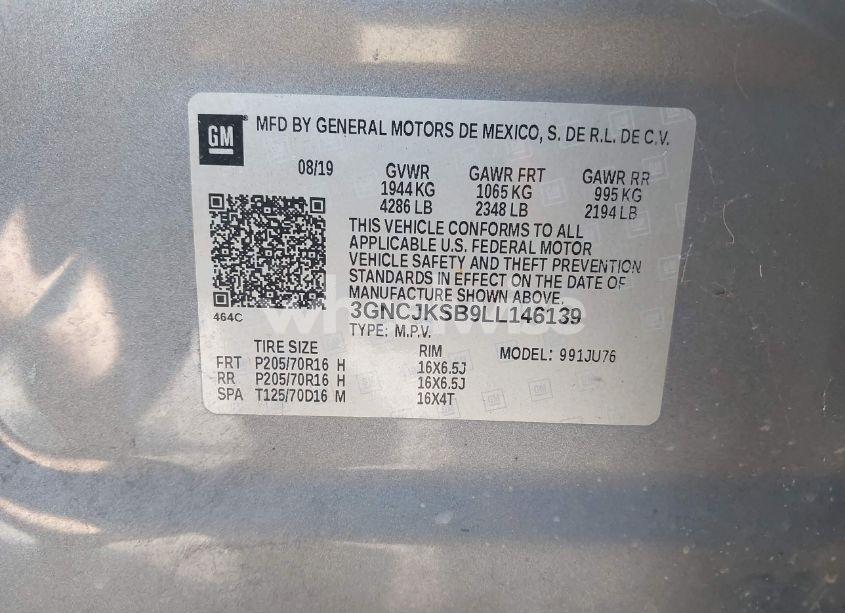 GM MFD BY GENERAL MOTORS DE MEXICO, S. DE R.L. DE C.V.
08/19 GVWR GAWR FRT GAWR RR
1944 KG 1065 KG 995 KG
4286 LB 2348 LB 2194 LB
THIS VEHICLE CONFORMS TO ALL
APPLICABLE U.S. FEDERAL MOTOR
VEHICLE SAFETY AND THEFT PREVENTION
STANDARDS IN EFFECT ON THE DATE OF
MANUFACTURE SHOWN ABOVE.
464C 3GNCJKSB9LL146139
TYPE: M.P.V.
TIRE SIZE RIM MODEL: 991JU76
FRT P205/70R16 H 16X6.5J
RR P205/70R16 H 16X6.5J
SPA T125/70D16 M 16X4T